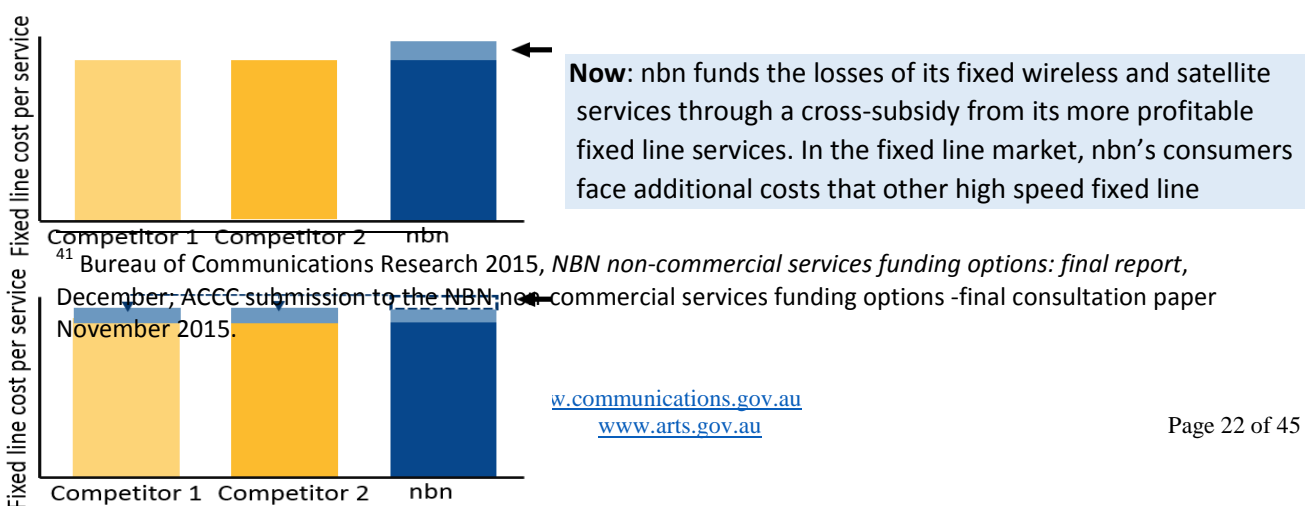 Fixed line cost per service
Now: nbn funds the losses of its fixed wireless and satellite
services through a cross-subsidy from its more profitable
fixed line services. In the fixed line market, nbn’s consumers
face additional costs that other high speed fixed line
Competitor 1 Competitor 2 nbn
41 Bureau of Communications Research 2015, NBN non-commercial services funding options: final report,
December; ACCC submission to the NBN non-commercial services funding options -final consultation paper
November 2015.
Fixed line cost per service
w.communications.gov.au
www.arts.gov.au
Page 22 of 45
Competitor 1 Competitor 2 nbn